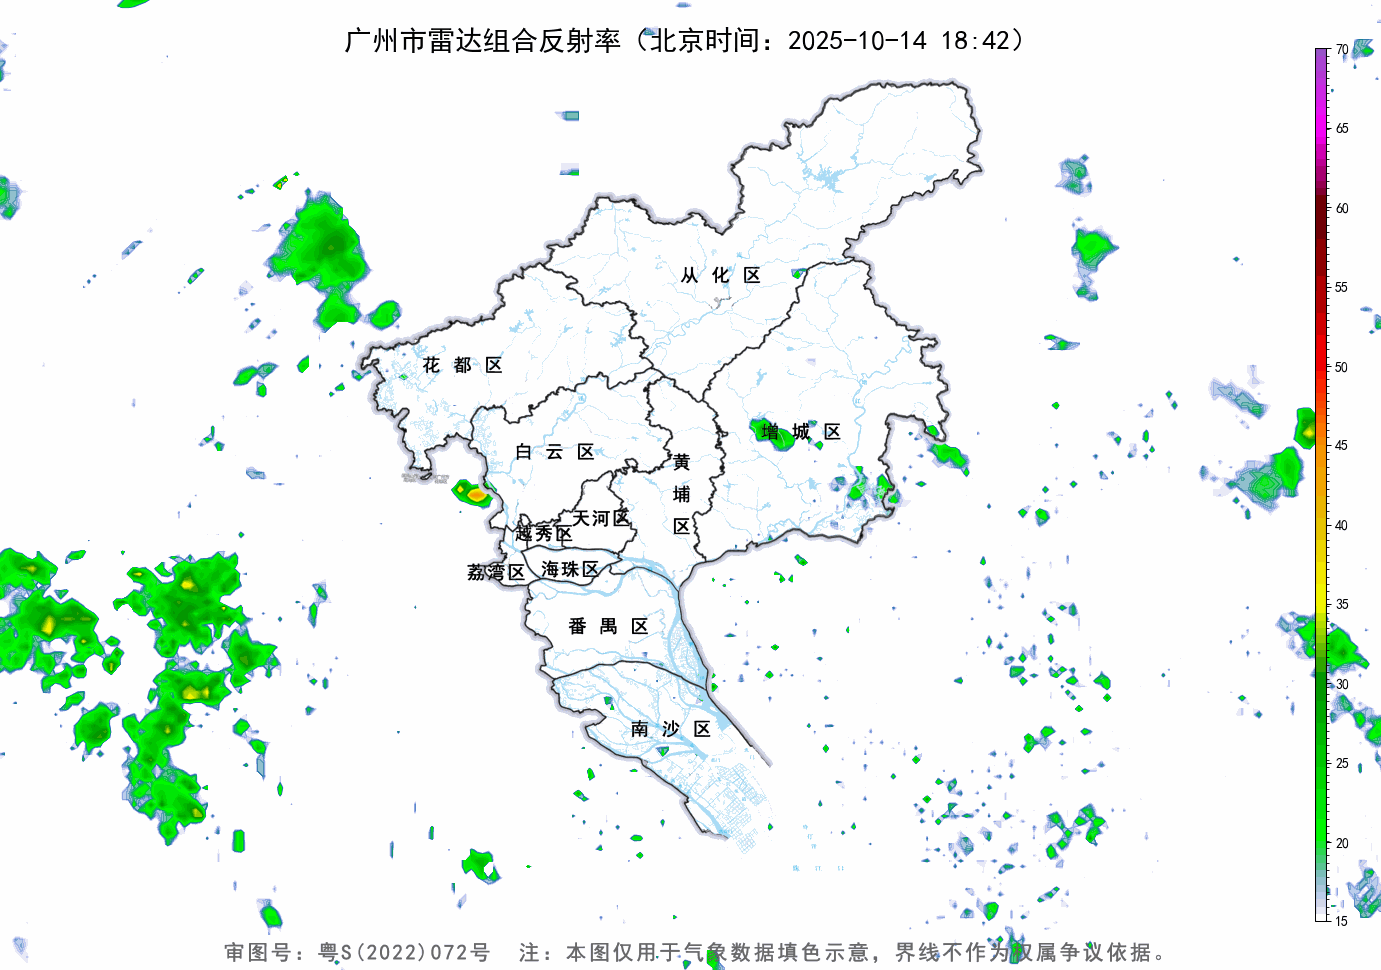 广州市雷达组合反射率（北京时间：2025-10-14 18:42）
70
65
60
55
50
45
40
35
30
25
20
15
从化区
花都区
增城区
白云区
黄埔区
天河区
越秀区
荔湾区
海珠区
番禺区
南沙区
审图号：粤S(2022)072号 注：本图仅用于气象数据填色示意，界线不作为权属争议依据。